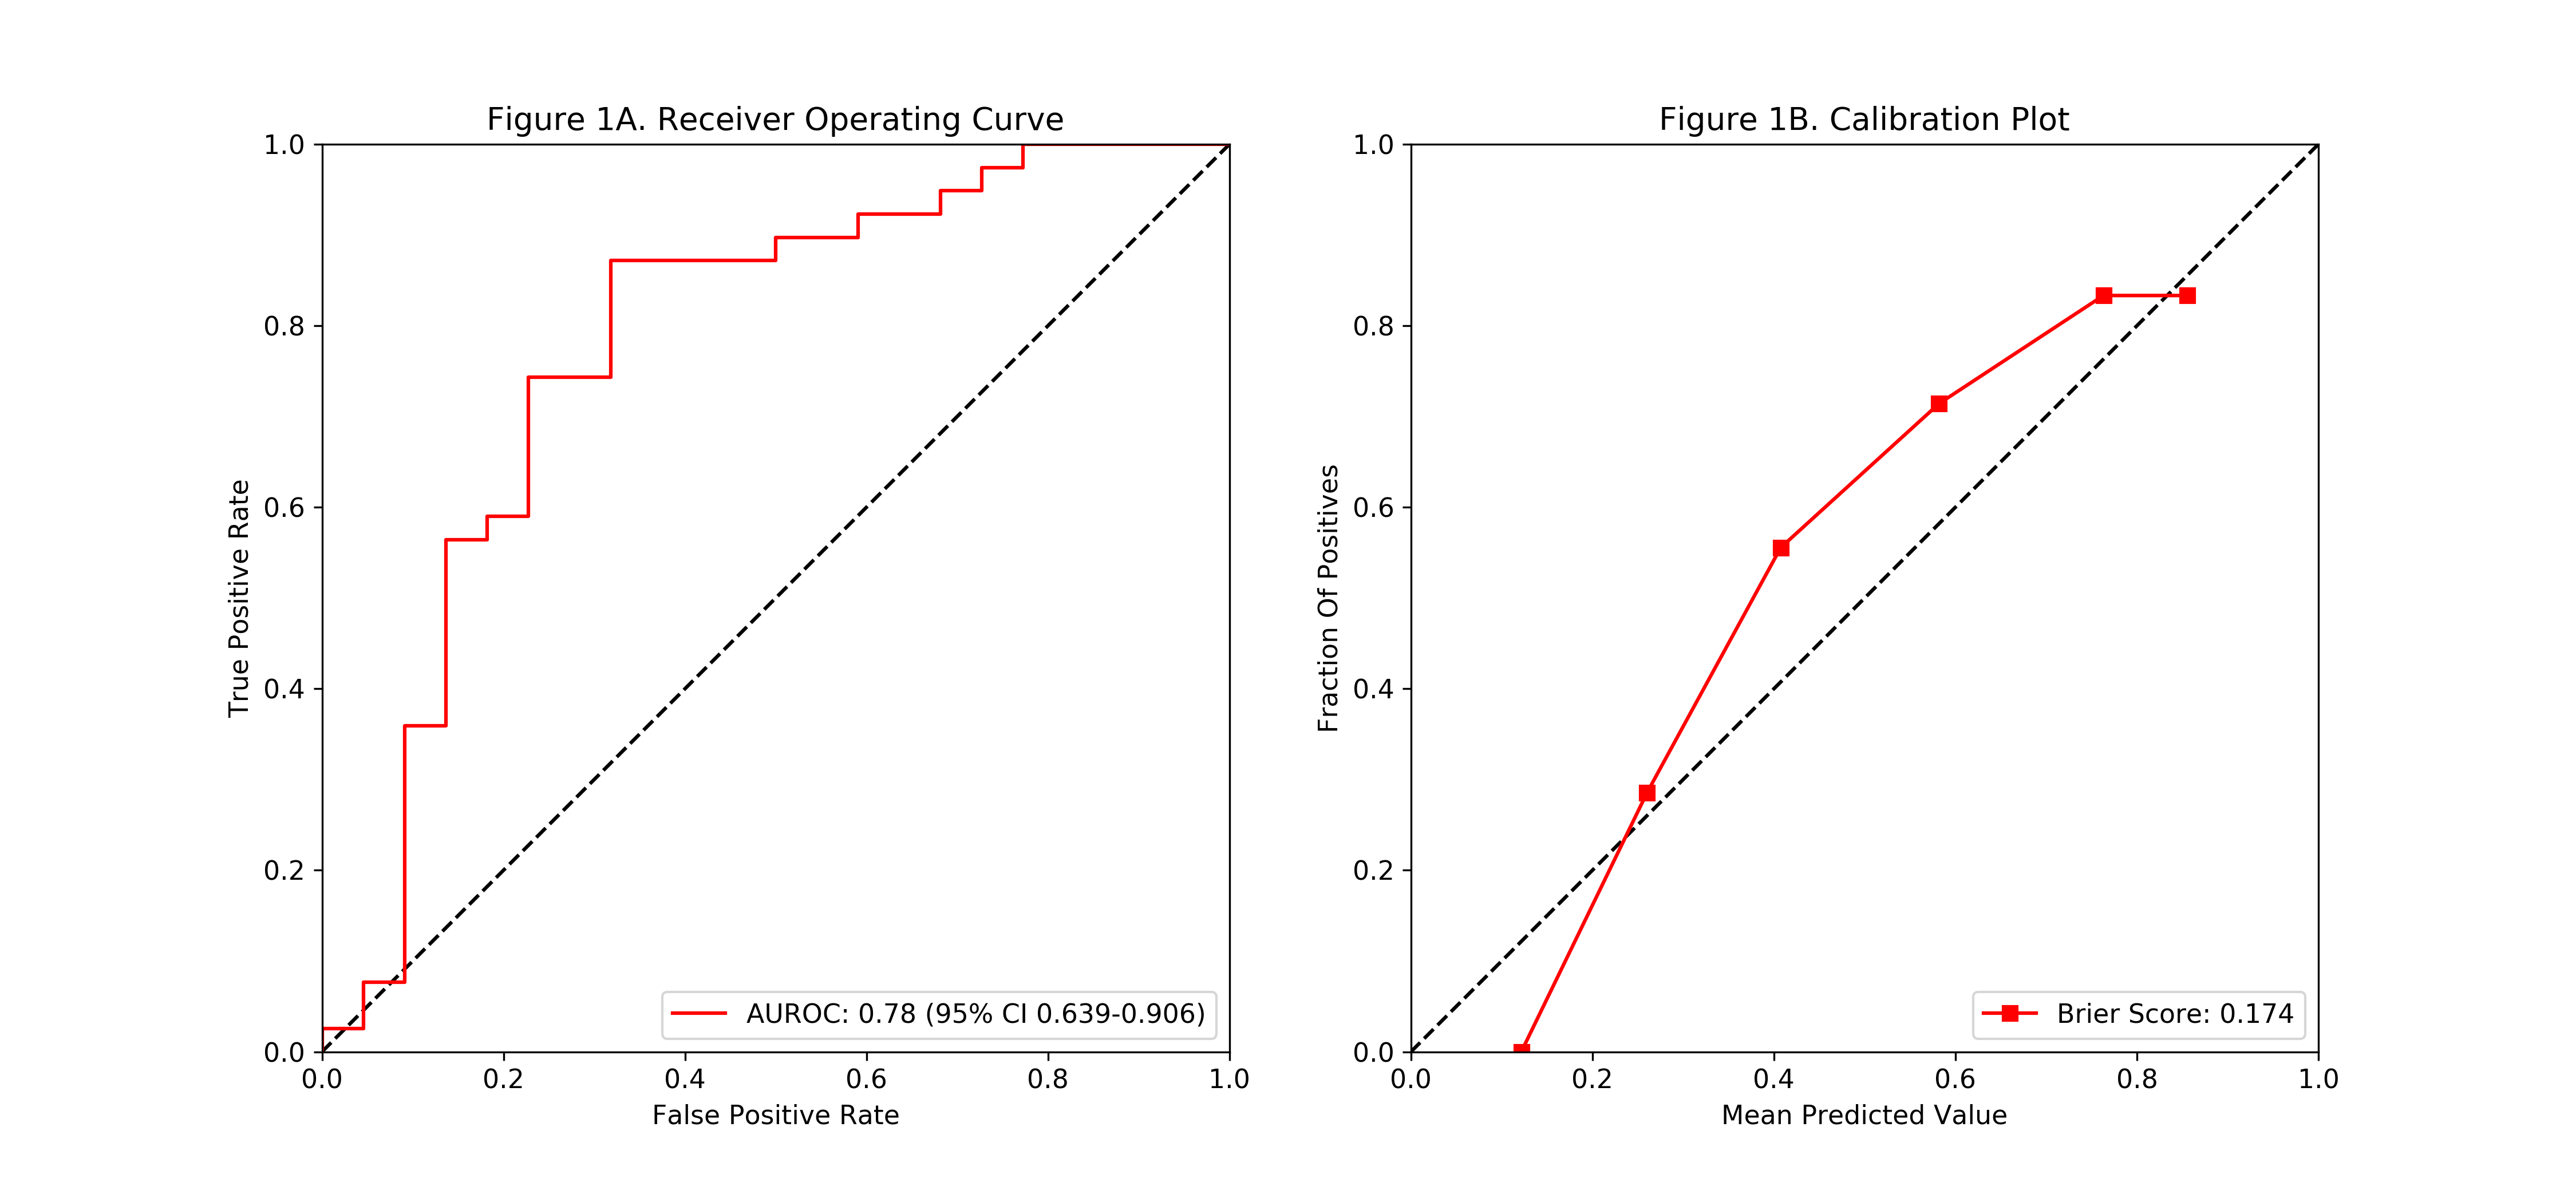 Figure 1A. Receiver Operating Curve
1.0
0.8
0.6
0.4
0.2
0.0
True Positive Rate
0.0 0.2 0.4 0.6 0.8 1.0
False Positive Rate
AUROC: 0.78 (95% CI 0.639-0.906)
Figure 1B. Calibration Plot
1.0
0.8
0.6
0.4
0.2
0.0
Fraction Of Positives
0.0 0.2 0.4 0.6 0.8 1.0
Mean Predicted Value
Brier Score: 0.174